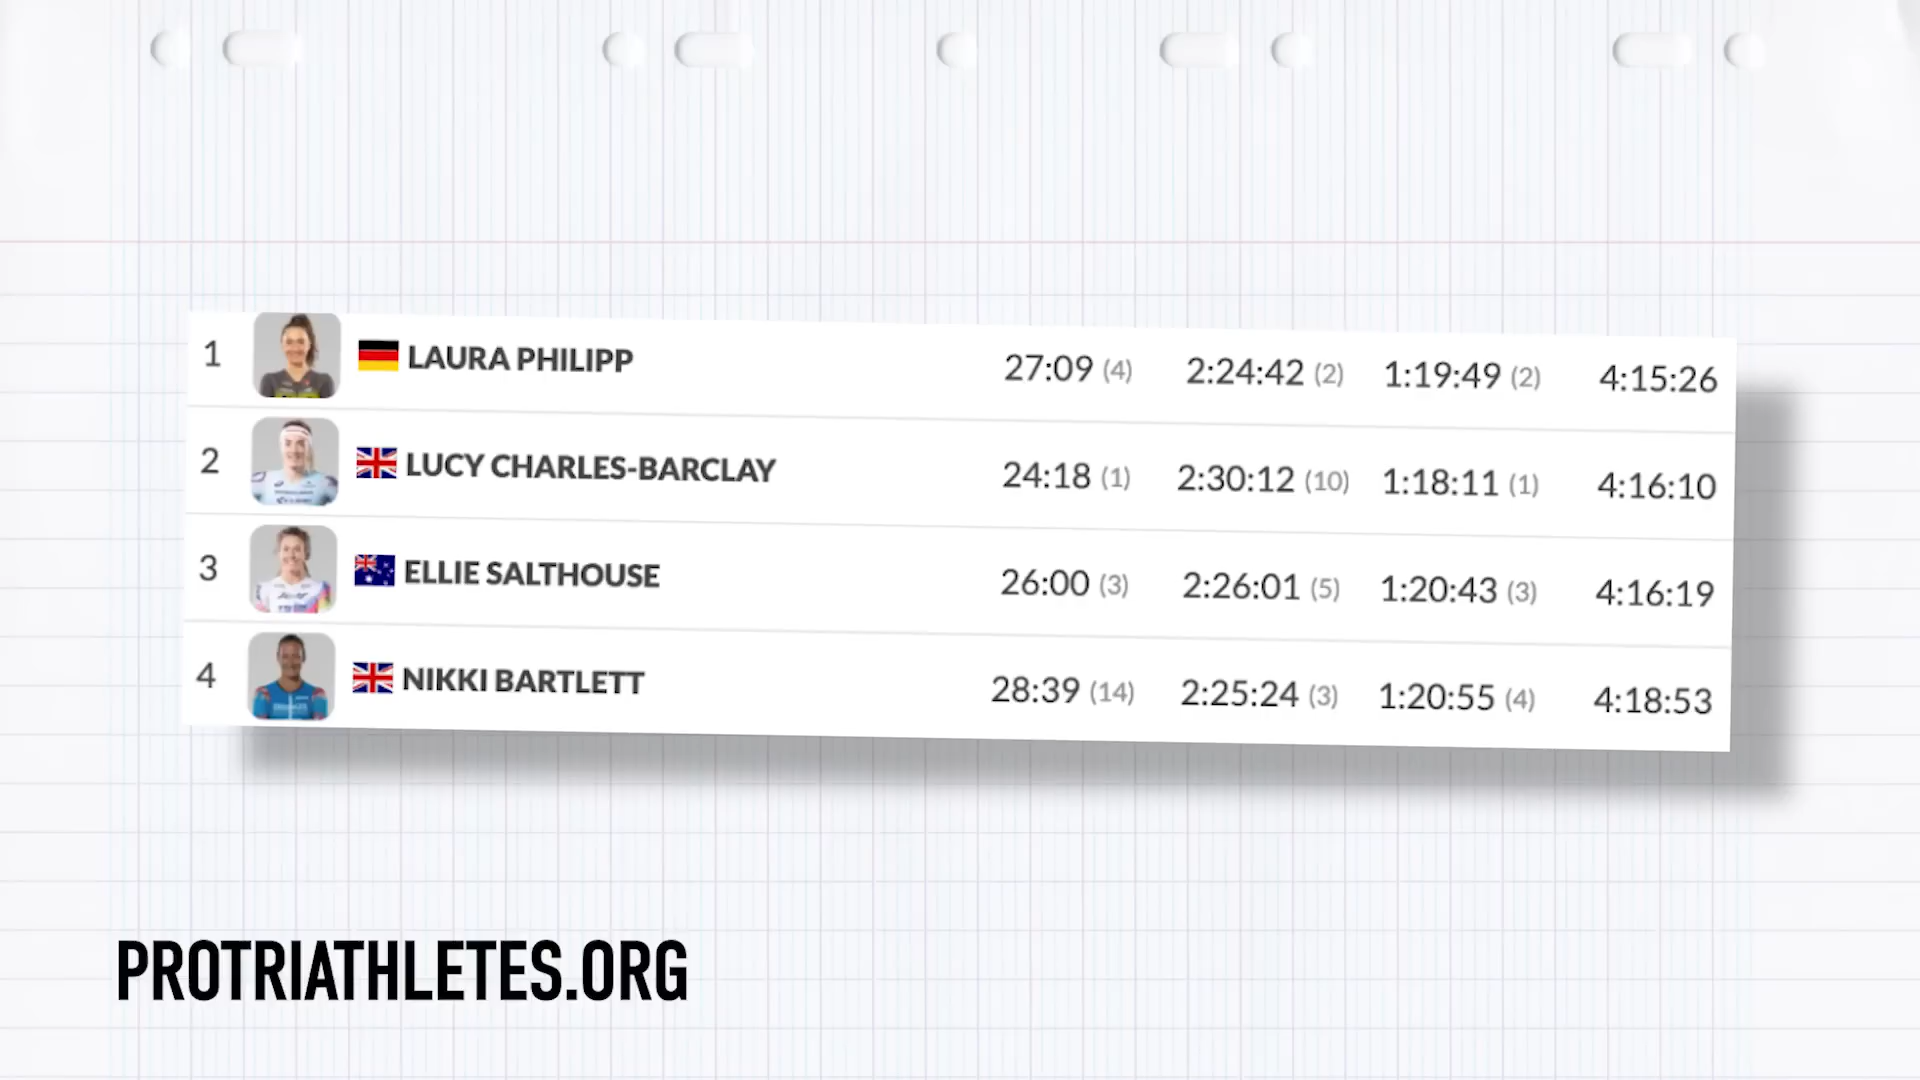 1 LAURA PHILIPP 27:09 (4) 2:24:42 (2) 1:19:49 (2) 4:15:26
2 LUCY CHARLES-BARCLAY 24:18 (1) 2:30:12 (10) 1:18:11 (1) 4:16:10
3 ELLIE SALTHOUSE 26:00 (3) 2:26:01 (5) 1:20:43 (3) 4:16:19
4 NIKKI BARTLETT 28:39 (14) 2:25:24 (3) 1:20:55 (4) 4:18:53
PROTRIATHLETES.ORG